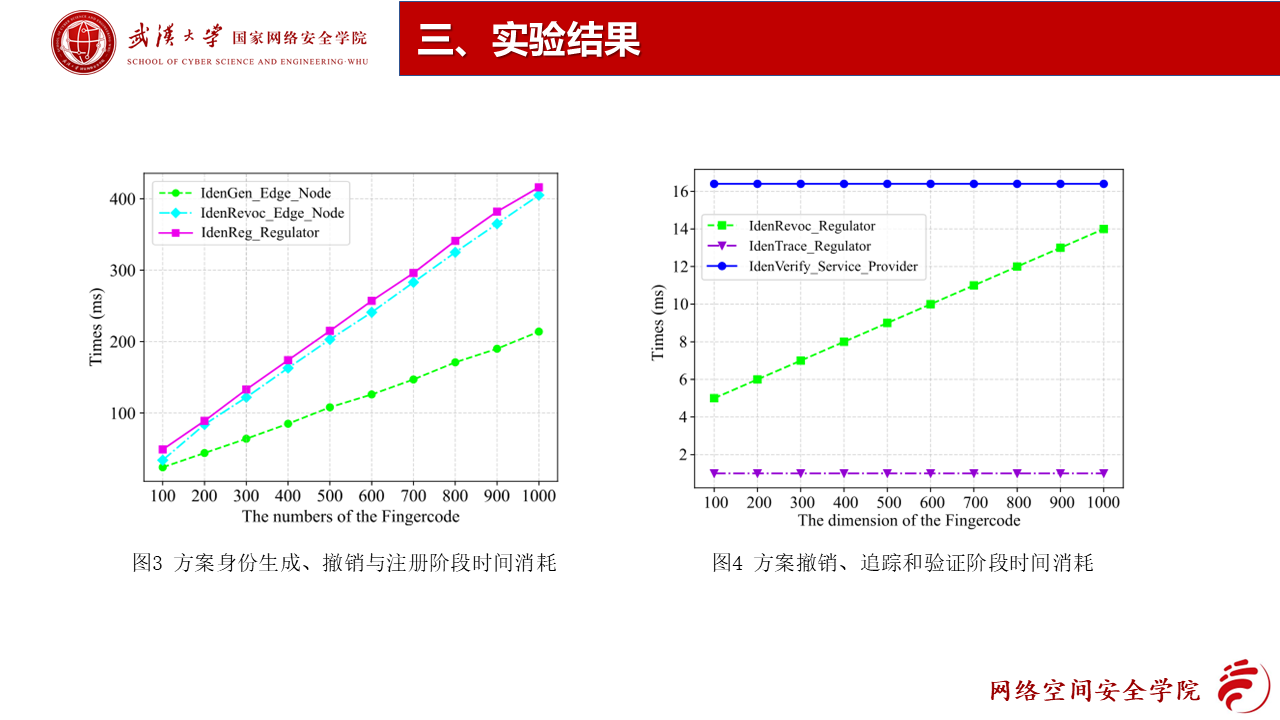 武汉大学 国家网络安全学院
SCHOOL OF CYBER SCIENCE AND ENGINEERING·WHU
三、实验结果
IdenGen_Edge_Node
IdenRevoc_Edge_Node
IdenReg_Regulator
400
300
200
100
Times (ms)
100 200 300 400 500 600 700 800 900 1000
The numbers of the Fingercode
图3 方案身份生成、撤销与注册阶段时间消耗
IdenRevoc_Regulator
IdenTrace_Regulator
IdenVerify_Service_Provider
16
14
12
10
8
6
4
2
Times (ms)
100 200 300 400 500 600 700 800 900 1000
The dimension of the Fingercode
图4 方案撤销、追踪和验证阶段时间消耗
网络空间安全学院